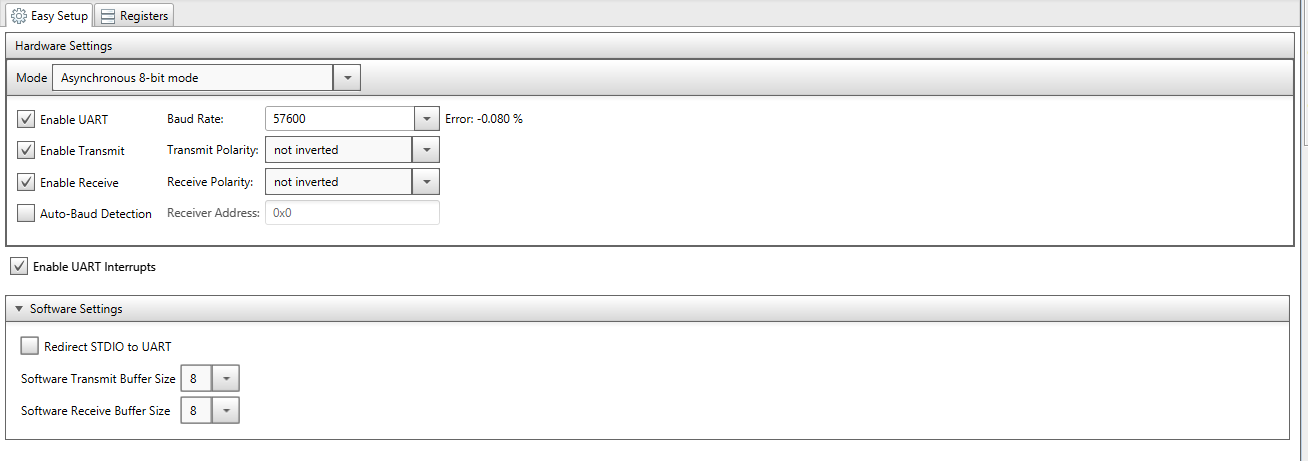 Easy Setup Registers
Hardware Settings
Mode Asynchronous 8-bit mode
Enable UART Baud Rate: 57600 Error: -0.080 %
Enable Transmit Transmit Polarity: not inverted
Enable Receive Receive Polarity: not inverted
Auto-Baud Detection Receiver Address: 0x0
Enable UART Interrupts
Software Settings
Redirect STDIO to UART
Software Transmit Buffer Size 8
Software Receive Buffer Size 8